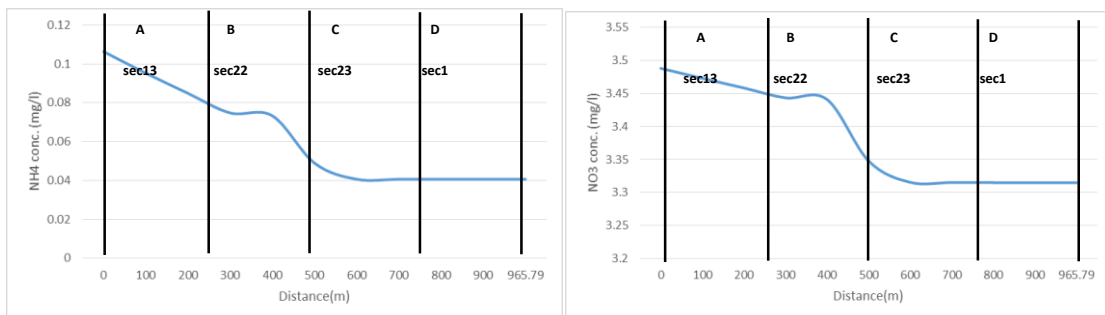 0.12
0.1
0.08
0.06
0.04
0.02
0
NH4 conc. (mg/l)
A B C D
sec13 sec22 sec23 sec1
0 100 200 300 400 500 600 700 800 900 965.79
Distance(m)
3.55
3.5
3.45
3.4
3.35
3.3
3.25
3.2
NO3 conc. (mg/l)
A B C D
sec13 sec22 sec23 sec1
0 100 200 300 400 500 600 700 800 900 965.79
Distance(m)